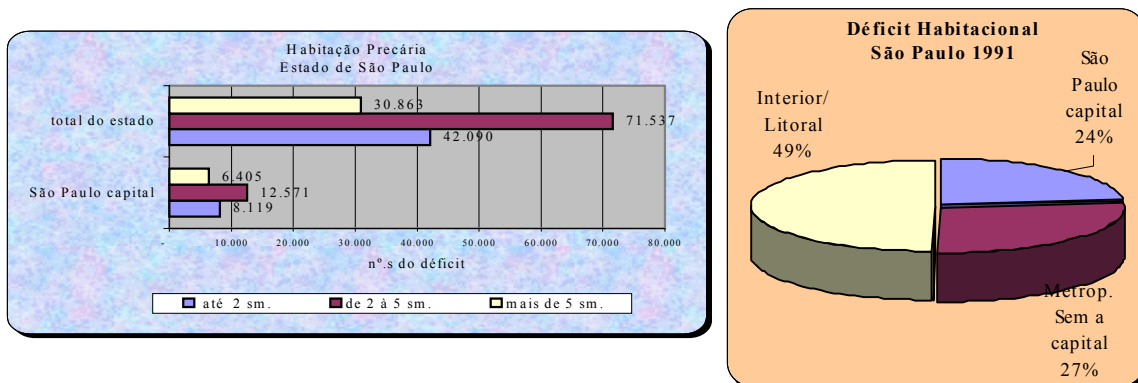 Habitação Precária
Estado de São Paulo
total do estado
30.863
71.537
42.090
São Paulo capital
6.405
12.571
8.119
-
10.000
20.000
30.000
40.000
50.000
60.000
70.000
80.000
nº.s do déficit
até 2 sm.
de 2 à 5 sm.
mais de 5 sm.
Déficit Habitacional
São Paulo 1991
Interior/
Litoral
49%
São
Paulo
capital
24%
Metrop.
Sem a
capital
27%